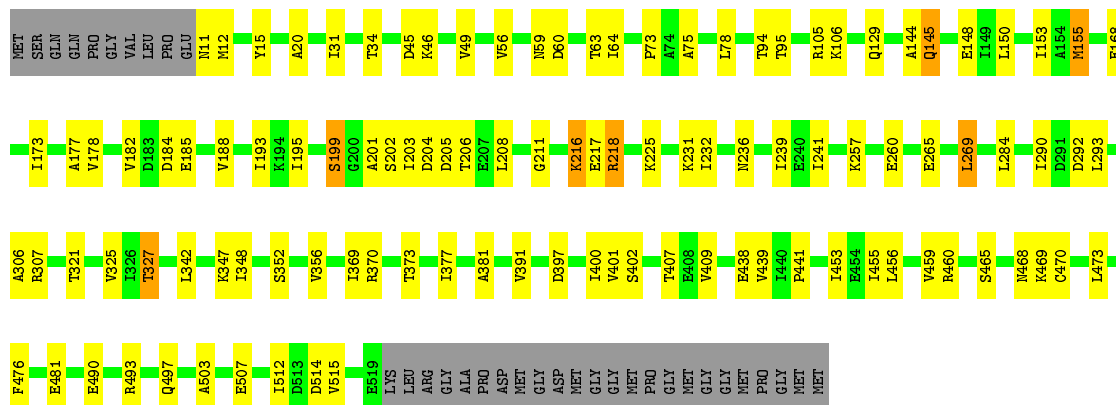 MET SER GLN GLN PRO GLY VAL LEU PRO GLU N11 M12 Y15 A20 I31 T34 D45 K46 V49 V56 N59 D60 T63 I64 P73 A74 A75 L78 T94 T95 R105 K106 Q129 A144 Q145 E148 I149 L150 I153 A154 M155
I173 A177 V178 V182 D183 D184 E185 V188 I193 K194 I195 S199 G200 A201 S202 I203 D204 D205 T206 E207 L208 G211 K216 E217 R218 K225 K231 I232 N236 I239 E240 I241 K257 E260 E265 L269 L284 I290 D291 D292 L293
A306 R307 T321 V325 I326 T327 L342 K347 I348 S352 V356 I369 R370 T373 I377 A381 V391 D397 I400 V401 S402 T407 E408 V409 E438 V439 I440 P441 I453 E454 I455 L456 V459 R460 S465 N468 K469 C470 L473
F476 E481 E490 R493 Q497 A503 E507 I512 D513 D514 V515 E519 LYS LEU ARG GLY ALA PRO ASP MET GLY ASP MET GLY GLY MET PRO GLY MET GLY GLY MET PRO GLY MET MET